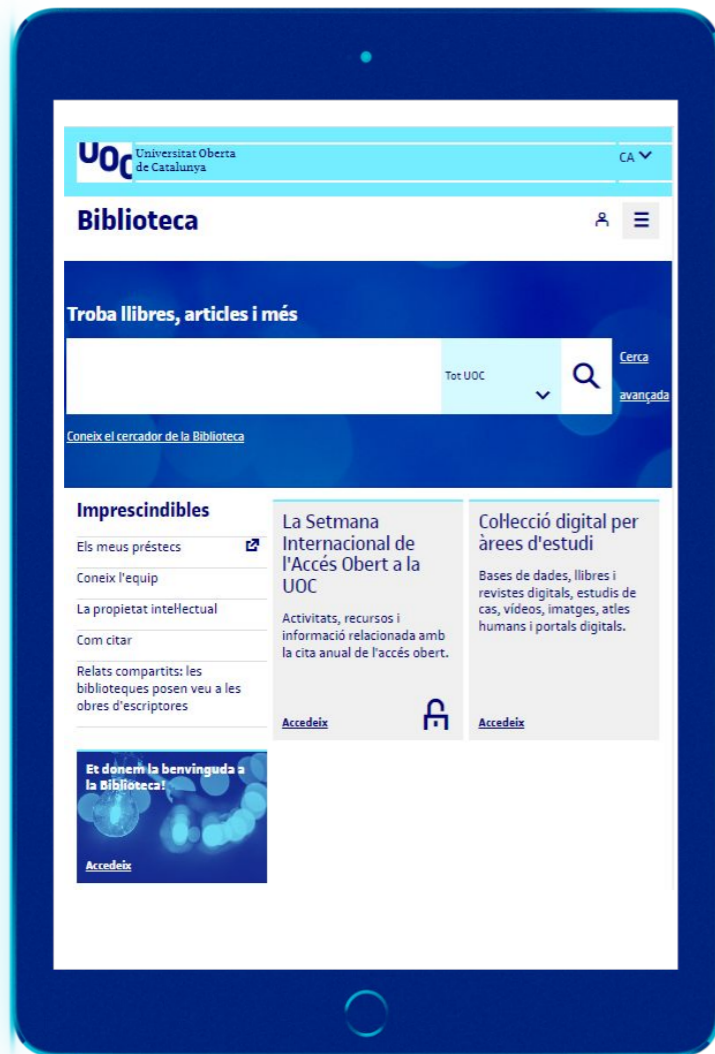 UOC
Universitat Oberta
de Catalunya
CA
Biblioteca
Troba llibres, articles i més
Tot UOC
Cerca
avançada
Coneix el cercador de la Biblioteca
Imprescindibles
Els meus préstecs
Coneix l'equip
La propietat intel·lectual
Com citar
Relats compartits: les
biblioteques posen veu a les
obres d'escriptores
La Setmana
Internacional de
l'Accés Obert a la
UOC
Activitats, recursos i
informació relacionada amb
la cita anual de l'accés obert.
Accedeix
Col·lecció digital per
àrees d'estudi
Bases de dades, llibres i
revistes digitals, estudis de
cas, vídeos, imatges, atles
humans i portals digitals.
Accedeix
Et donem la benvinguda a
la Biblioteca!
Accedeix